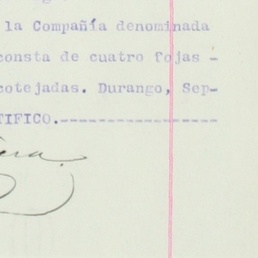 la Compañía denominada
consta de cuatro fojas -
cotejadas. Durango, Sep-
TIFICO.------------------